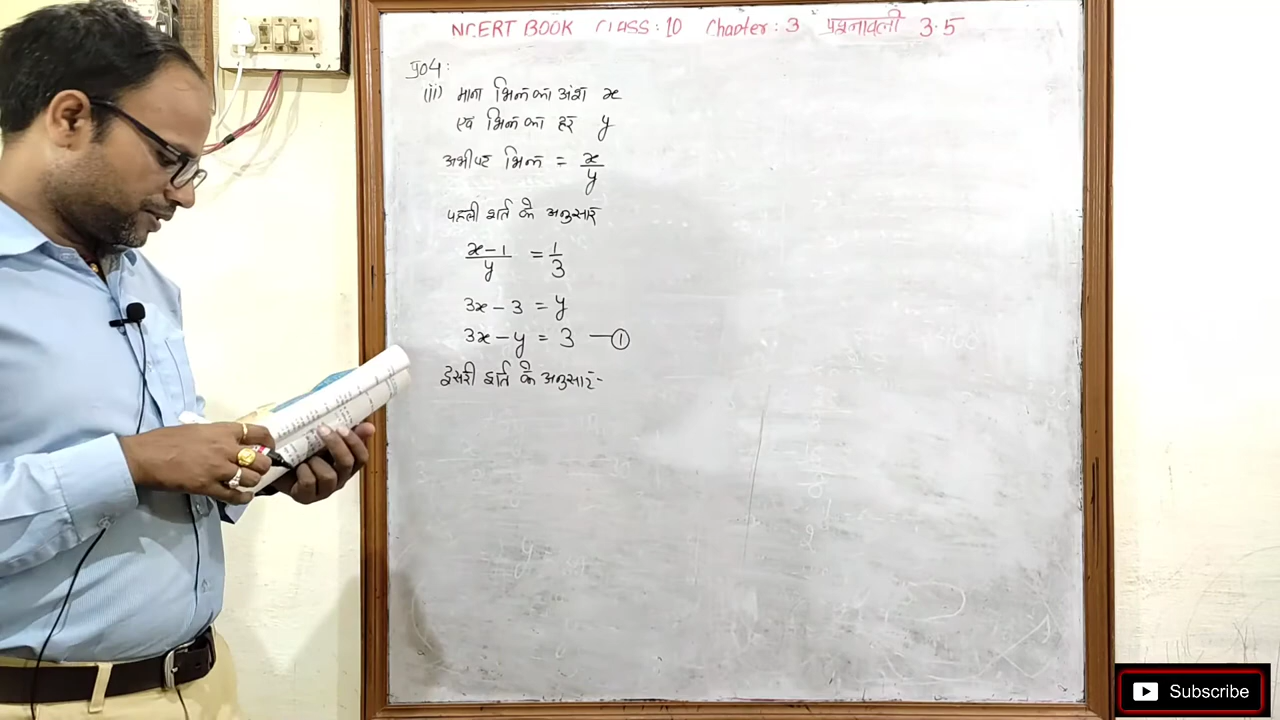 NCERT BOOK CLASS:10 Chapter:3 प्रश्नावली 3.5
प्र04:
(ii) माना भिन्न का अंश x
एवं भिन्न का हर y
अभीष्ट भिन्न = x/y
पहली शर्त के अनुसार
x-1/y = 1/3
3x - 3 = y
3x - y = 3 —①
दूसरी शर्त के अनुसार-
Subscribe